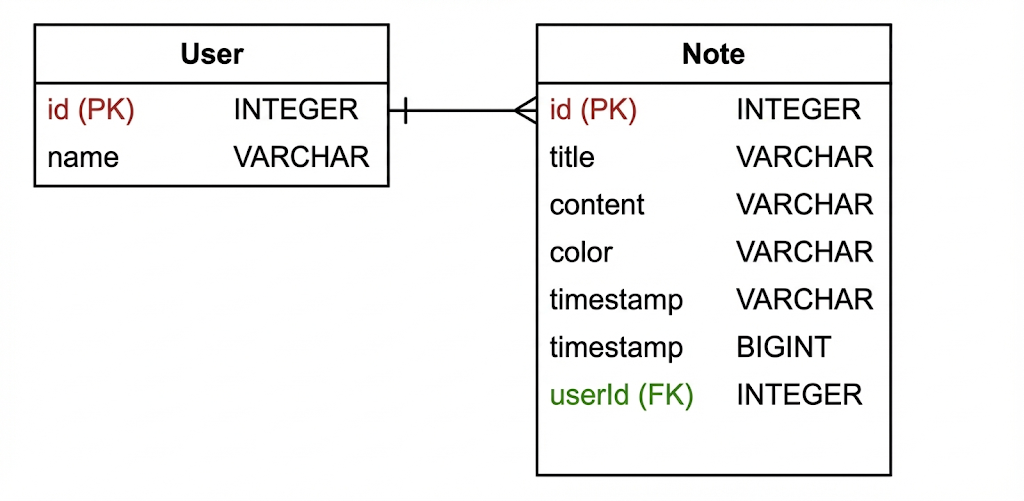 User
id (PK) INTEGER
name VARCHAR
Note
id (PK) INTEGER
title VARCHAR
content VARCHAR
color VARCHAR
timestamp VARCHAR
timestamp BIGINT
userId (FK) INTEGER